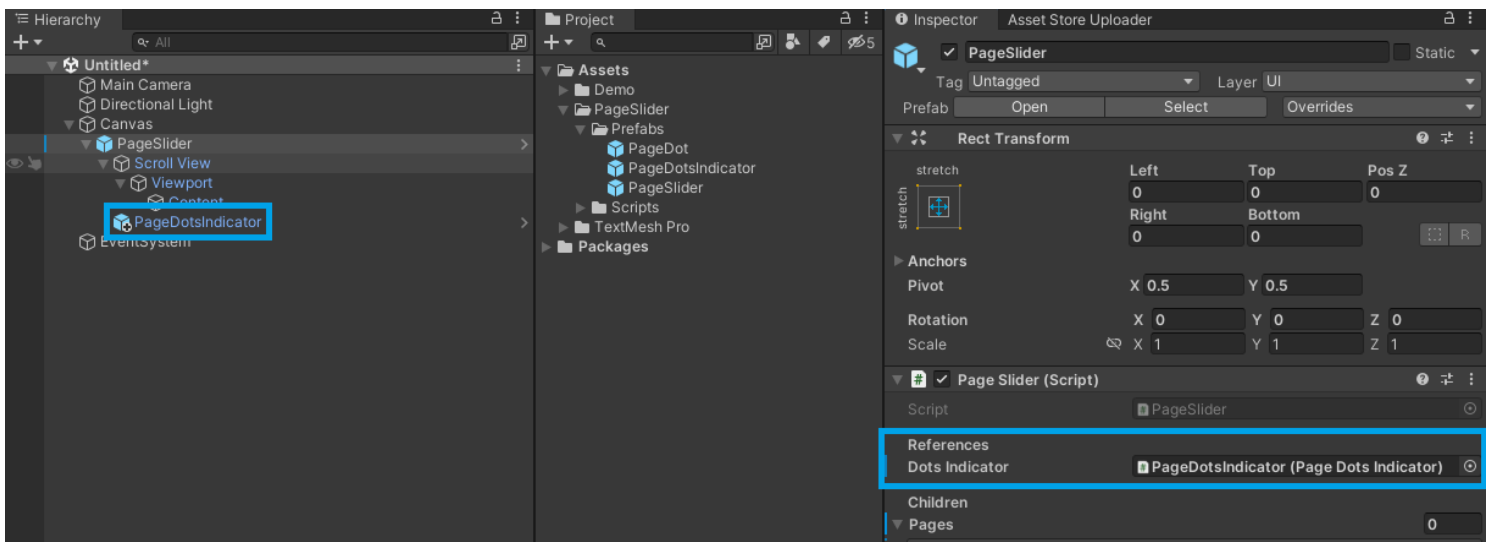 Hierarchy
All
Untitled*
Main Camera
Directional Light
Canvas
PageSlider
Scroll View
Viewport
Content
PageDotsIndicator
EventSystem
Project
5
Assets
Demo
PageSlider
Prefabs
PageDot
PageDotsIndicator
PageSlider
Scripts
TextMesh Pro
Packages
Inspector Asset Store Uploader
PageSlider Static
Tag Untagged Layer UI
Prefab Open Select Overrides
Rect Transform
stretch Left Top Pos Z
stretch 0 0 0
Right Bottom
0 0 R
Anchors
Pivot X 0.5 Y 0.5
Rotation X 0 Y 0 Z 0
Scale X 1 Y 1 Z 1
# Page Slider (Script)
Script PageSlider
References
Dots Indicator PageDotsIndicator (Page Dots Indicator)
Children
Pages 0